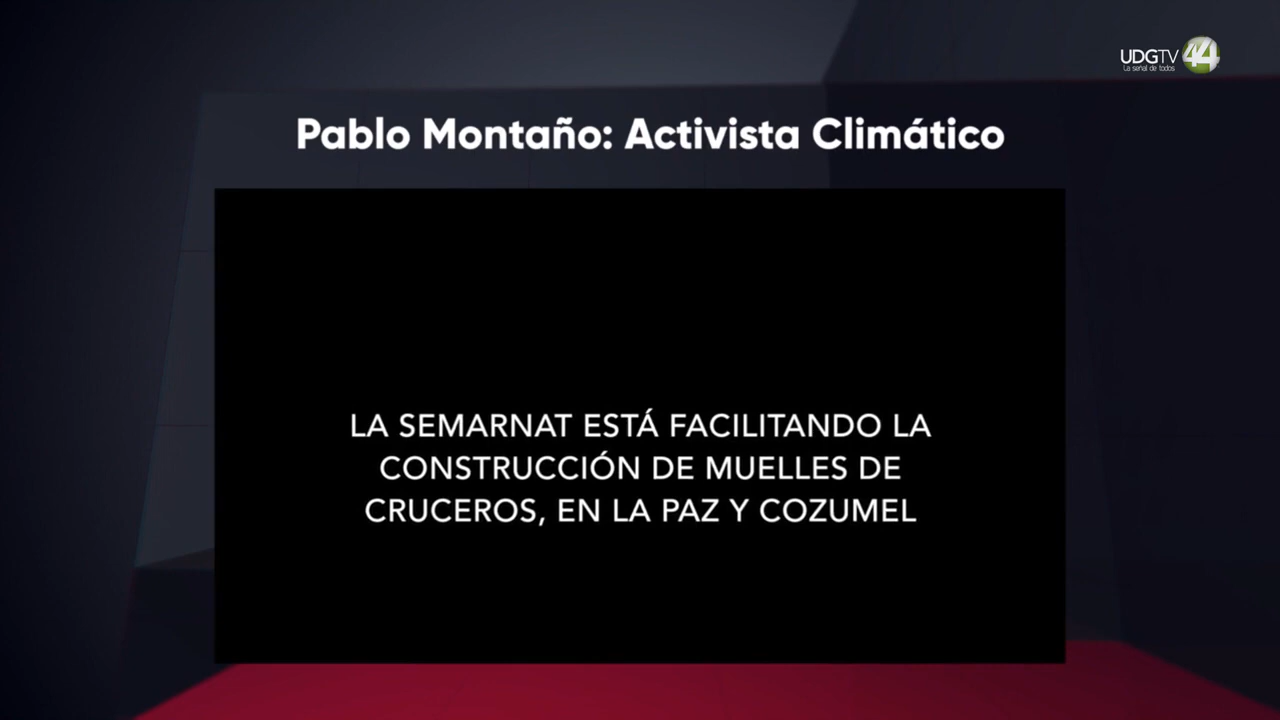 UDGTV 44
La señal de todos
Pablo Montaño: Activista Climático
LA SEMARNAT ESTÁ FACILITANDO LA
CONSTRUCCIÓN DE MUELLES DE
CRUCEROS, EN LA PAZ Y COZUMEL